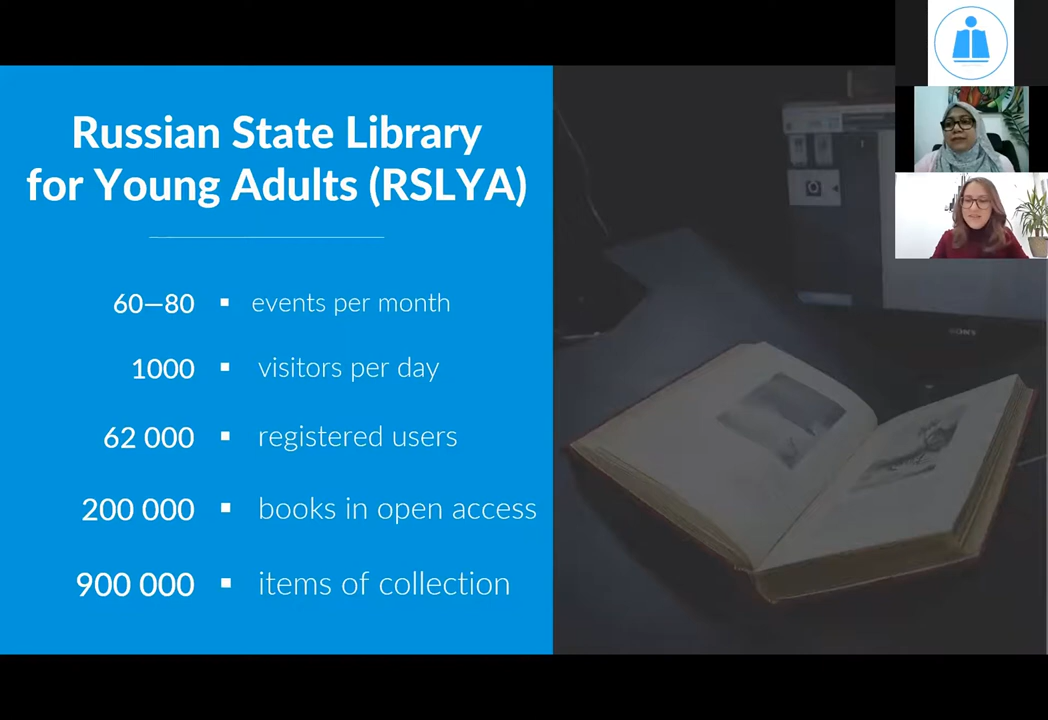 Russian State Library
for Young Adults (RSLYA)
60—80 ▪ events per month
1000 ▪ visitors per day
62 000 ▪ registered users
200 000 ▪ books in open access
900 000 ▪ items of collection
SONY